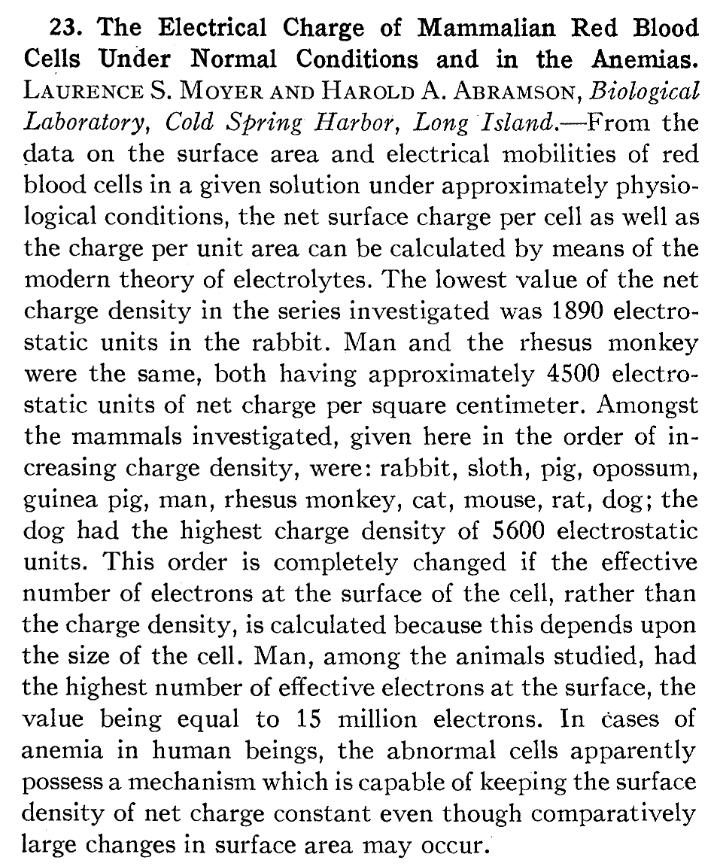 23. The Electrical Charge of Mammalian Red Blood
Cells Under Normal Conditions and in the Anemias.
LAURENCE S. MOYER AND HAROLD A. ABRAMSON, Biological
Laboratory, Cold Spring Harbor, Long Island.—From the
data on the surface area and electrical mobilities of red
blood cells in a given solution under approximately physio-
logical conditions, the net surface charge per cell as well as
the charge per unit area can be calculated by means of the
modern theory of electrolytes. The lowest value of the net
charge density in the series investigated was 1890 electro-
static units in the rabbit. Man and the rhesus monkey
were the same, both having approximately 4500 electro-
static units of net charge per square centimeter. Amongst
the mammals investigated, given here in the order of in-
creasing charge density, were: rabbit, sloth, pig, opossum,
guinea pig, man, rhesus monkey, cat, mouse, rat, dog; the
dog had the highest charge density of 5600 electrostatic
units. This order is completely changed if the effective
number of electrons at the surface of the cell, rather than
the charge density, is calculated because this depends upon
the size of the cell. Man, among the animals studied, had
the highest number of effective electrons at the surface, the
value being equal to 15 million electrons. In cases of
anemia in human beings, the abnormal cells apparently
possess a mechanism which is capable of keeping the surface
density of net charge constant even though comparatively
large changes in surface area may occur.